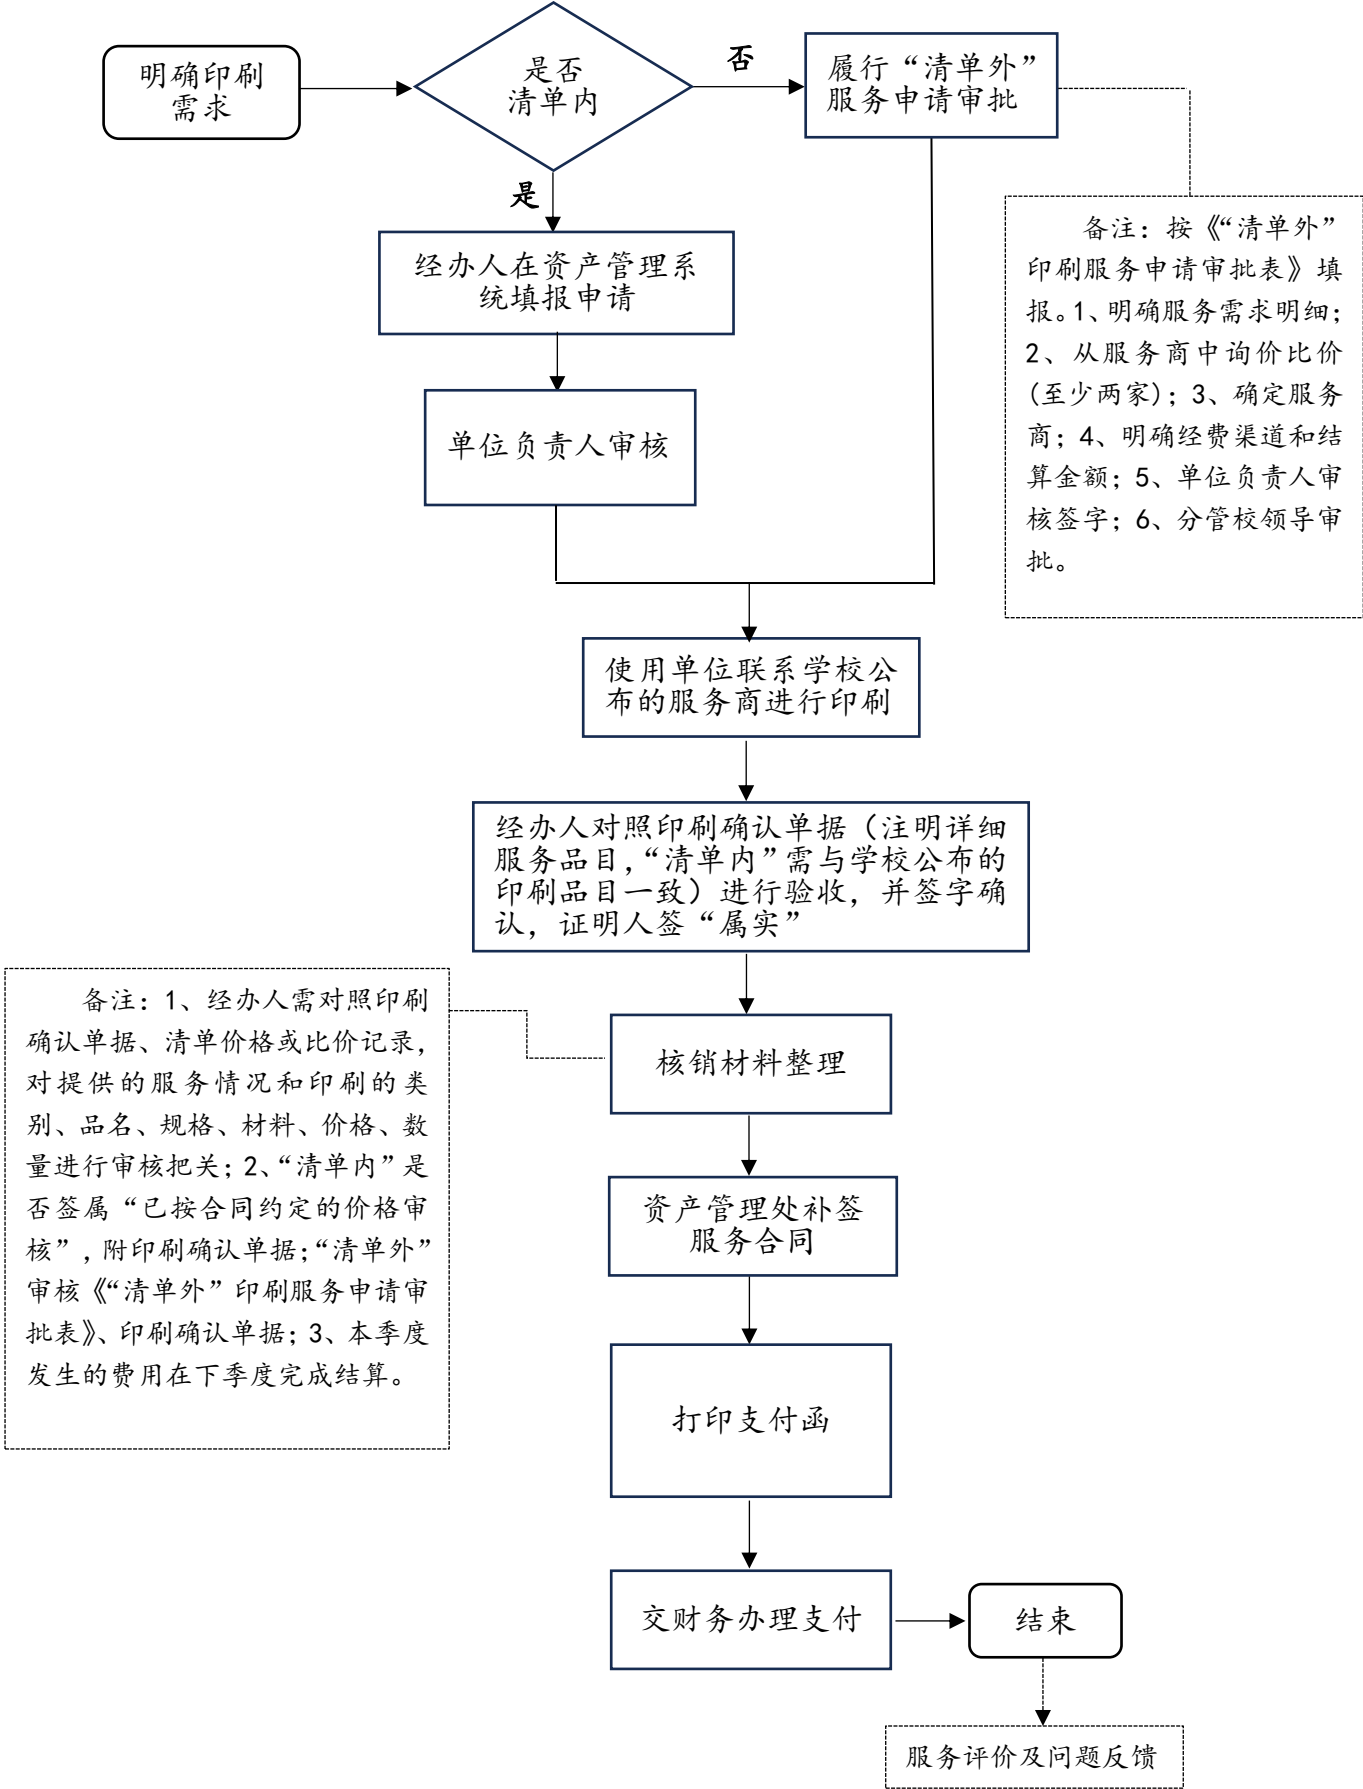 明确印刷
需求
是否
清单内
否
履行“清单外”
服务申请审批
是
经办人在资产管理系
统填报申请
单位负责人审核
备注：按《“清单外”
印刷服务申请审批表》填
报。1、明确服务需求明细；
2、从服务商中询价比价
（至少两家）；3、确定服务
商；4、明确经费渠道和结
算金额；5、单位负责人审
核签字；6、分管校领导审
批。
使用单位联系学校公
布的服务商进行印刷
经办人对照印刷确认单据（注明详细
服务品目，“清单内”需与学校公布的
印刷品目一致）进行验收，并签字确
认，证明人签“属实”
备注：1、经办人需对照印刷
确认单据、清单价格或比价记录，
对提供的服务情况和印刷的类
别、品名、规格、材料、价格、数
量进行审核把关；2、“清单内”是
否签属“已按合同约定的价格审
核”，附印刷确认单据；“清单外”
审核《“清单外”印刷服务申请审
批表》、印刷确认单据；3、本季度
发生的费用在下季度完成结算。
核销材料整理
资产管理处补签
服务合同
打印支付函
交财务办理支付
结束
服务评价及问题反馈